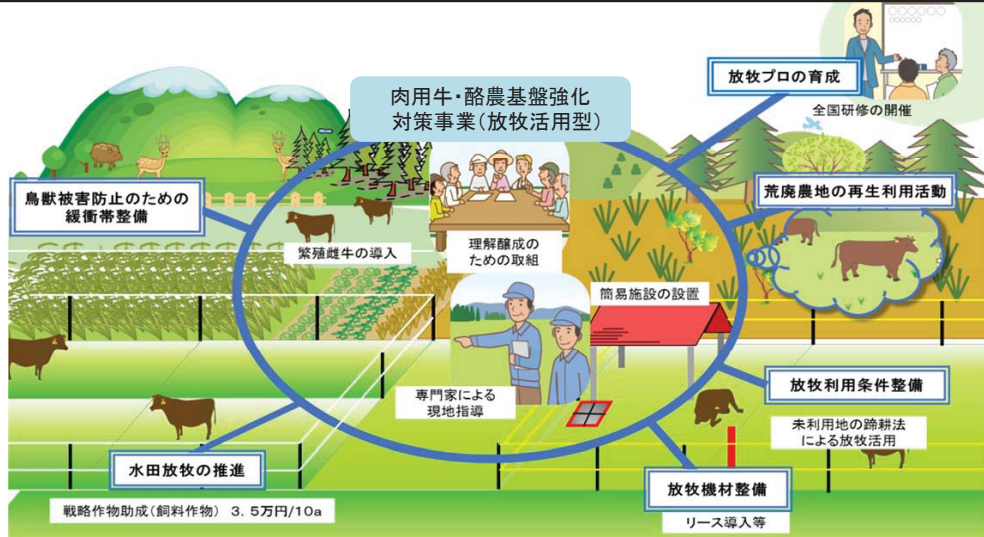 肉用牛・酪農基盤強化
対策事業(放牧活用型)
放牧プロの育成
全国研修の開催
鳥獣被害防止のための
緩衝帯整備
荒廃農地の再生利用活動
繁殖雌牛の導入
理解醸成の
ための取組
簡易施設の設置
専門家による
現地指導
放牧利用条件整備
未利用地の蹄耕法
による放牧活用
水田放牧の推進
戦略作物助成(飼料作物) 3.5万円/10a
放牧機材整備
リース導入等